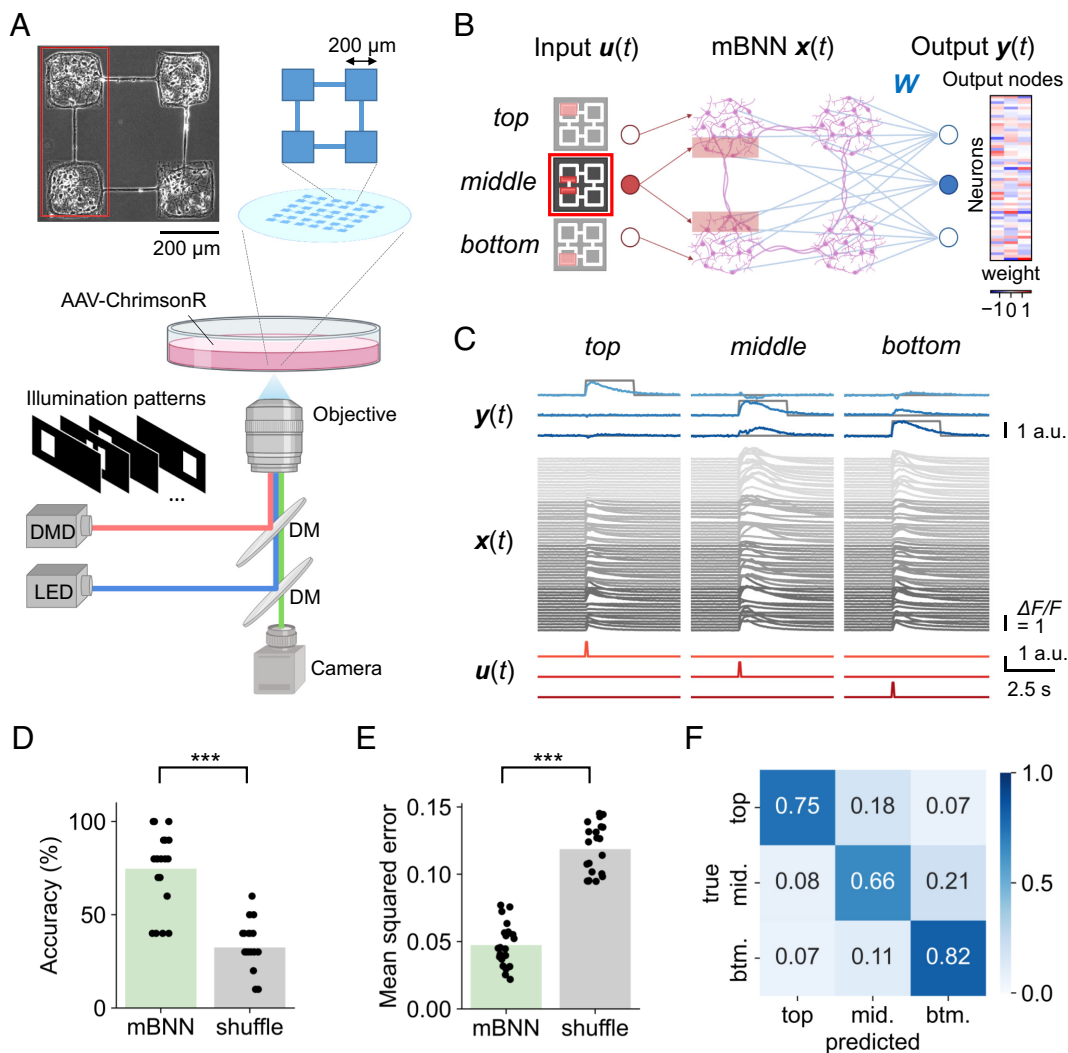 A
200 μm
200 μm
AAV-ChrimsonR
Illumination patterns
...
Objective
DMD
DM
LED
DM
Camera
B
Input u(t)
mBNN x(t)
Output y(t)
W
Output nodes
top
middle
bottom
Neurons
weight
−1 0 1
C
top
middle
bottom
y(t)
1 a.u.
x(t)
ΔF/F
= 1
1 a.u.
u(t)
2.5 s
D
***
Accuracy (%)
100
50
0
mBNN
shuffle
E
***
Mean squared error
0.15
0.10
0.05
0.00
mBNN
shuffle
F
top
0.75
0.18
0.07
true
mid.
0.08
0.66
0.21
btm.
0.07
0.11
0.82
top
mid.
btm.
predicted
1.0
0.5
0.0